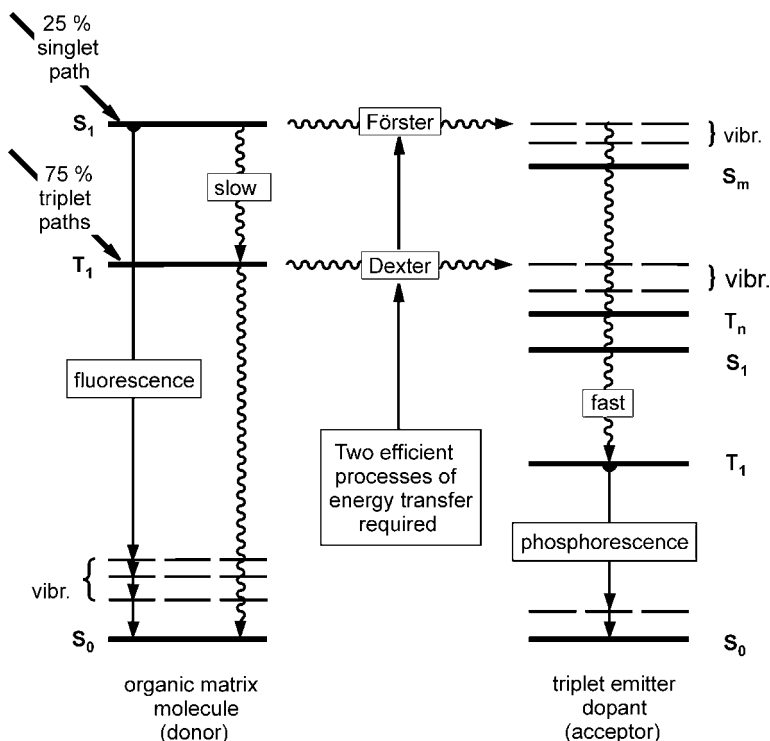 25 %
singlet
path
S1
Förster
vibr.
slow
Sm
75 %
triplet
paths
T1
Dexter
vibr.
Tn
S1
fluorescence
fast
Two efficient
processes of
energy transfer
required
T1
phosphorescence
vibr.
S0
S0
organic matrix
molecule
(donor)
triplet emitter
dopant
(acceptor)